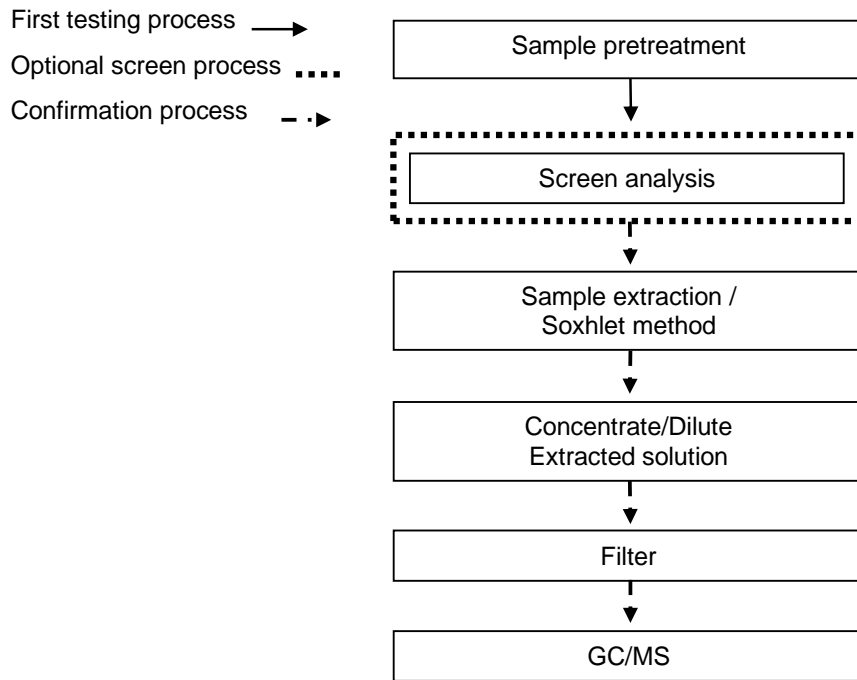 First testing process
Optional screen process
Confirmation process
Sample pretreatment
Screen analysis
Sample extraction /
Soxhlet method
Concentrate/Dilute
Extracted solution
Filter
GC/MS